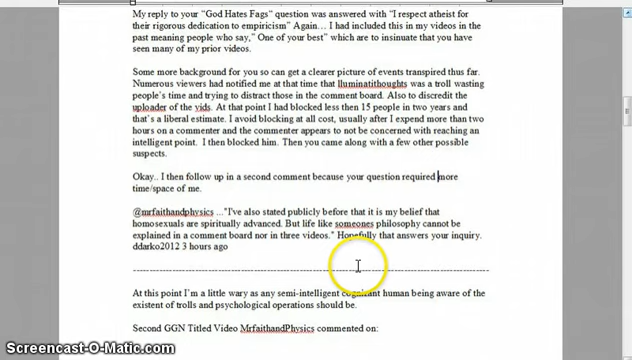 My reply to your “God Hates Fags” question was answered with “I respect atheist for
their rigorous dedication to empiricism” Again… I had included this in my videos in the
past meaning people who say,” One of your best” which are to insinuate that you have
seen many of my prior videos.
Some more background for you so can get a clearer picture of events transpired thus far.
Numerous viewers had notified me at that time that lluminatithoughts was a troll wasting
people’s time and trying to distract those in the comment board. Also to discredit the
uploader of the vids. At that point I had blocked less then 15 people in two years and
that’s a liberal estimate. I avoid blocking at all cost, usually after I expend more than two
hours on a commenter and the commenter appears to not be concerned with reaching an
intelligent point. I then blocked him. Then you came along with a few other possible
suspects.
Okay.. I then follow up in a second comment because your question required more
time/space of me.
@mrfaithandphysics ..."I've also stated publicly before that it is my belief that
homosexuals are spiritually advanced. But life like someones philosophy cannot be
explained in a comment board nor in three videos." Hopefully that answers your inquiry.
ddarko2012 3 hours ago
At this point I’m a little wary as any semi-intelligent cognizant human being aware of the
existent of trolls and psychological operations should be.
Second GGN Titled Video MrfaithandPhysics commented on:
Screencast-O-Matic.com